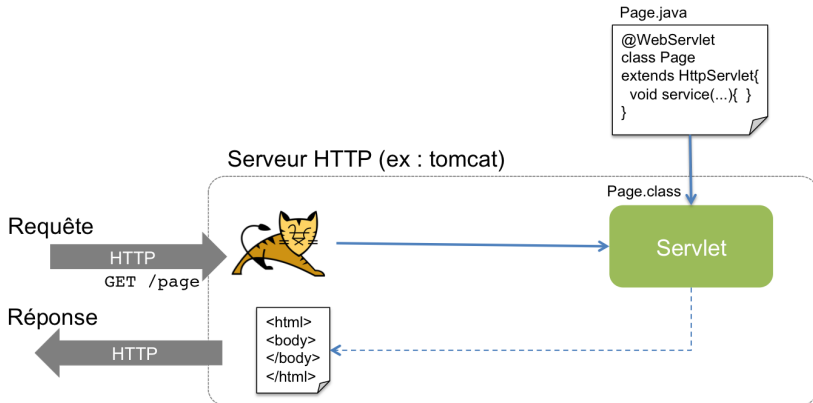 Page.java
@WebServlet
class Page
extends HttpServlet{
void service(...){ }
}
Serveur HTTP (ex : tomcat)
Page.class
Servlet
Requête
HTTP
GET /page
Réponse
HTTP
<html>
<body>
</body>
</html>